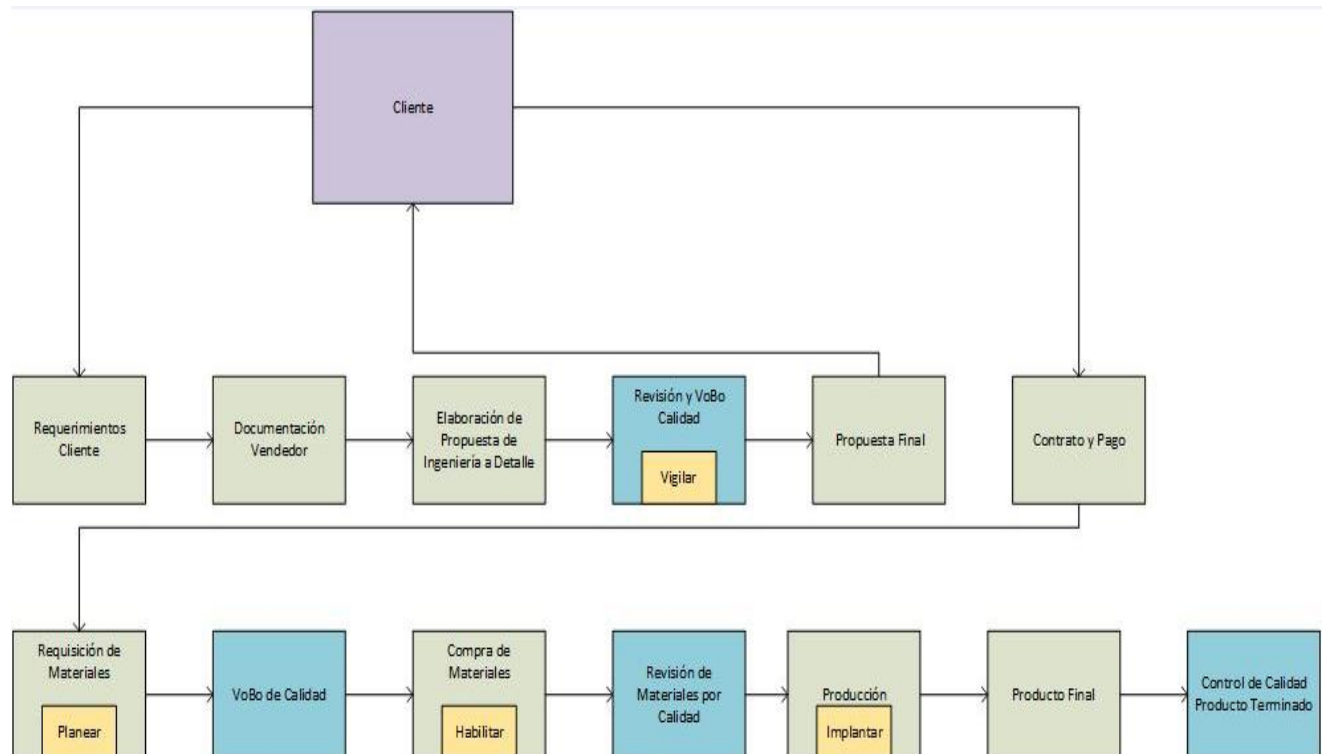 Cliente
Requerimientos
Cliente
Documentación
Vendedor
Elaboración de
Propuesta de
Ingeniería a Detalle
Revisión y VoBo
Calidad
Vigilar
Propuesta Final
Contrato y Pago
Requisición de
Materiales
Planear
VoBo de Calidad
Compra de
Materiales
Habilitar
Revisión de
Materiales por
Calidad
Producción
Implantar
Producto Final
Control de Calidad
Producto Terminado